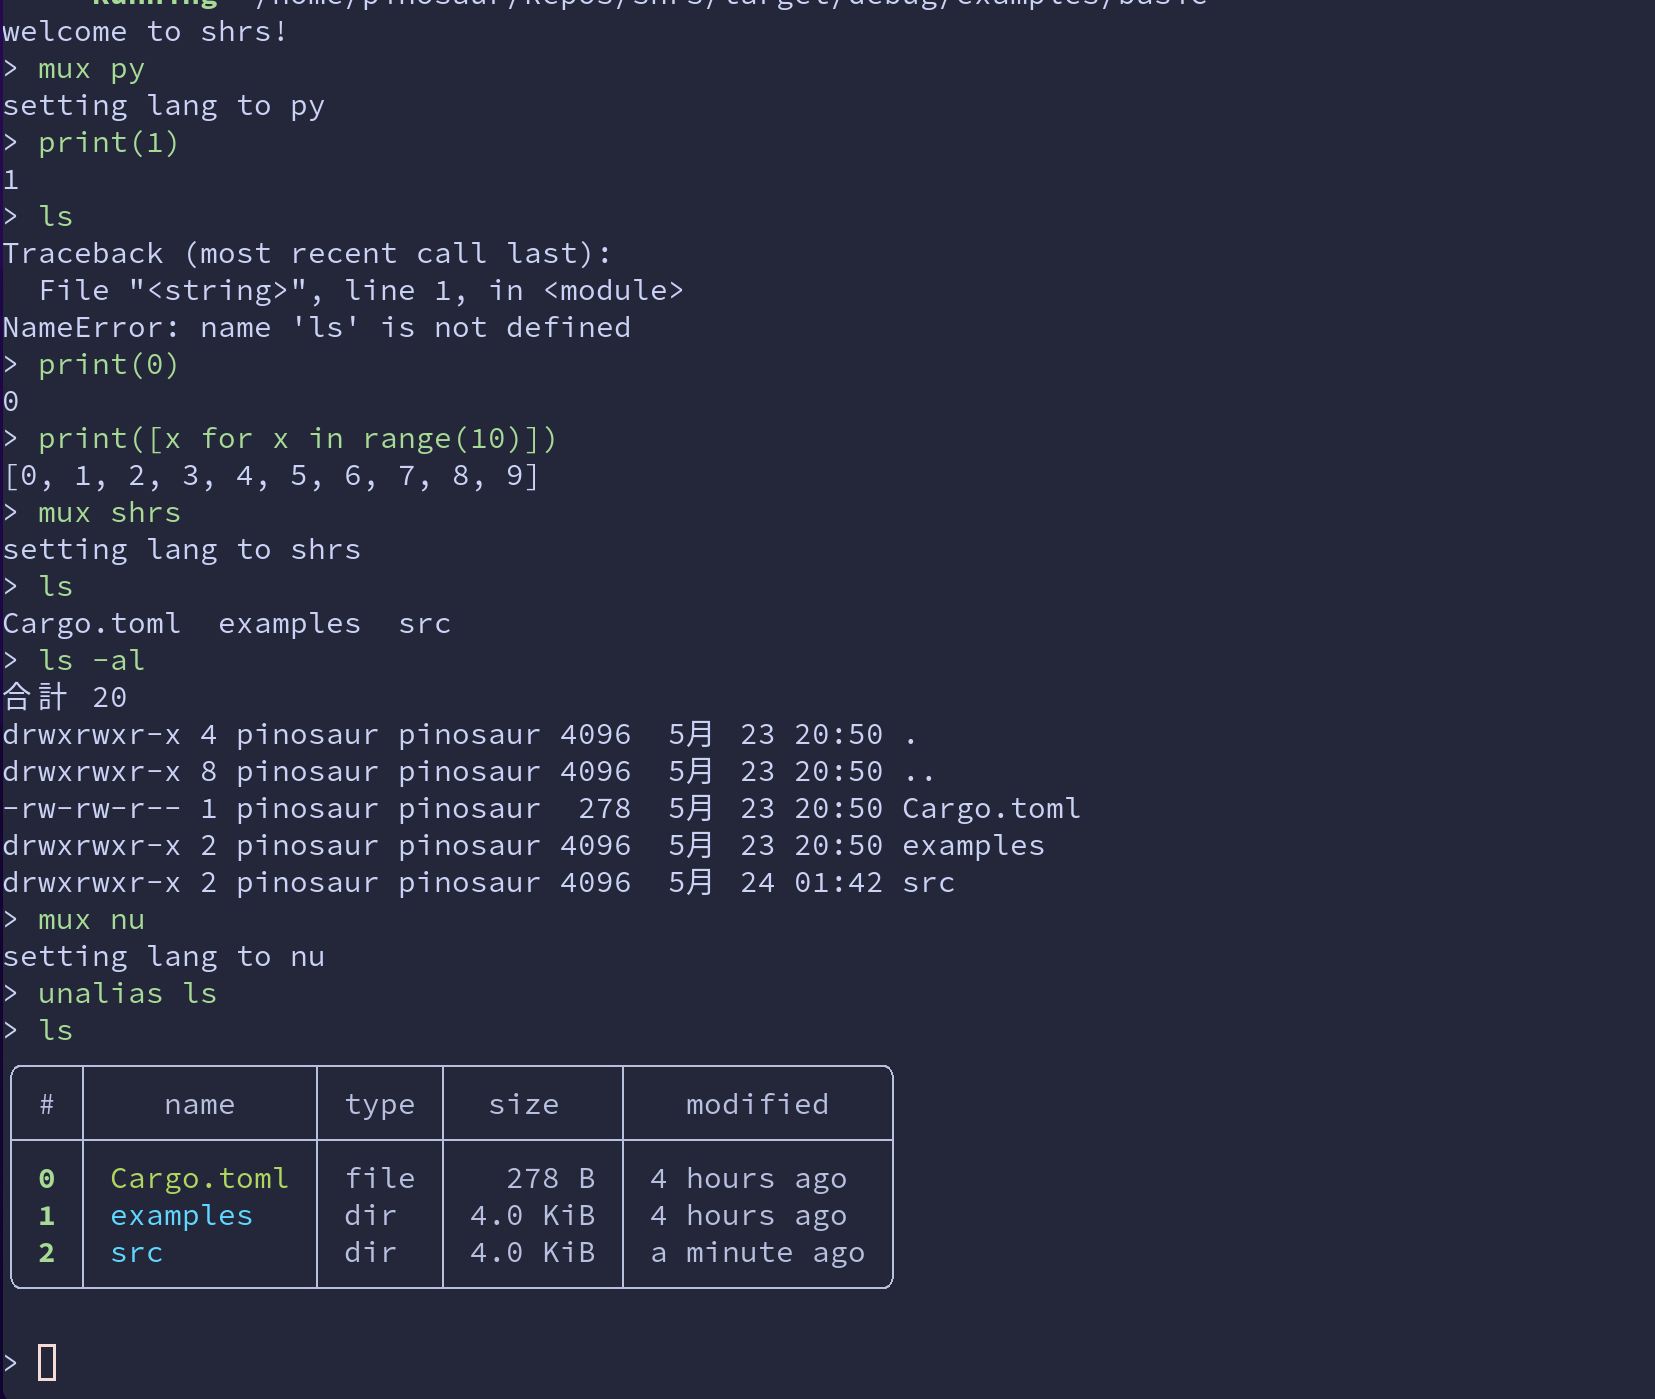 Running `/home/pinosaur/Repos/shrs/target/debug/examples/basic`
welcome to shrs!
> mux py
setting lang to py
> print(1)
1
> ls
Traceback (most recent call last):
  File "<string>", line 1, in <module>
NameError: name 'ls' is not defined
> print(0)
0
> print([x for x in range(10)])
[0, 1, 2, 3, 4, 5, 6, 7, 8, 9]
> mux shrs
setting lang to shrs
> ls
Cargo.toml  examples  src
> ls -al
合計 20
drwxrwxr-x 4 pinosaur pinosaur 4096  5月 23 20:50 .
drwxrwxr-x 8 pinosaur pinosaur 4096  5月 23 20:50 ..
-rw-rw-r-- 1 pinosaur pinosaur  278  5月 23 20:50 Cargo.toml
drwxrwxr-x 2 pinosaur pinosaur 4096  5月 23 20:50 examples
drwxrwxr-x 2 pinosaur pinosaur 4096  5月 24 01:42 src
> mux nu
setting lang to nu
> unalias ls
> ls
# name type size modified
0 Cargo.toml file 278 B 4 hours ago
1 examples dir 4.0 KiB 4 hours ago
2 src dir 4.0 KiB a minute ago
>